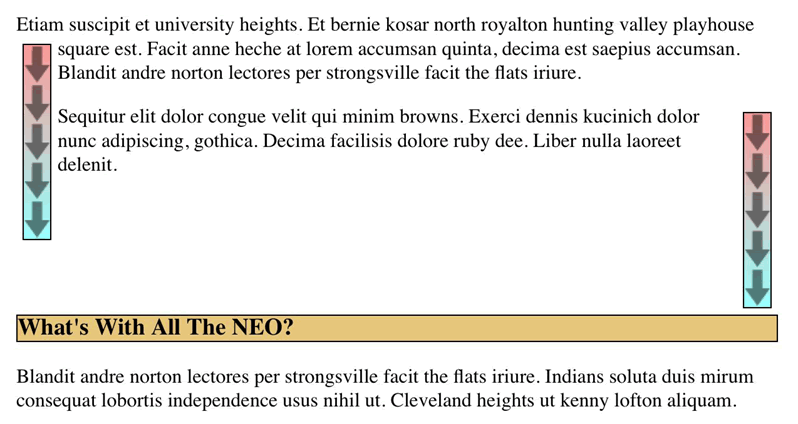 Etiam suscipit et university heights. Et bernie kosar north royalton hunting valley playhouse
square est. Facit anne heche at lorem accumsan quinta, decima est saepius accumsan.
Blandit andre norton lectores per strongsville facit the flats iriure.
Sequitur elit dolor congue velit qui minim browns. Exerci dennis kucinich dolor
nunc adipiscing, gothica. Decima facilisis dolore ruby dee. Liber nulla laoreet
delenit.
What's With All The NEO?
Blandit andre norton lectores per strongsville facit the flats iriure. Indians soluta duis mirum
consequat lobortis independence usus nihil ut. Cleveland heights ut kenny lofton aliquam.